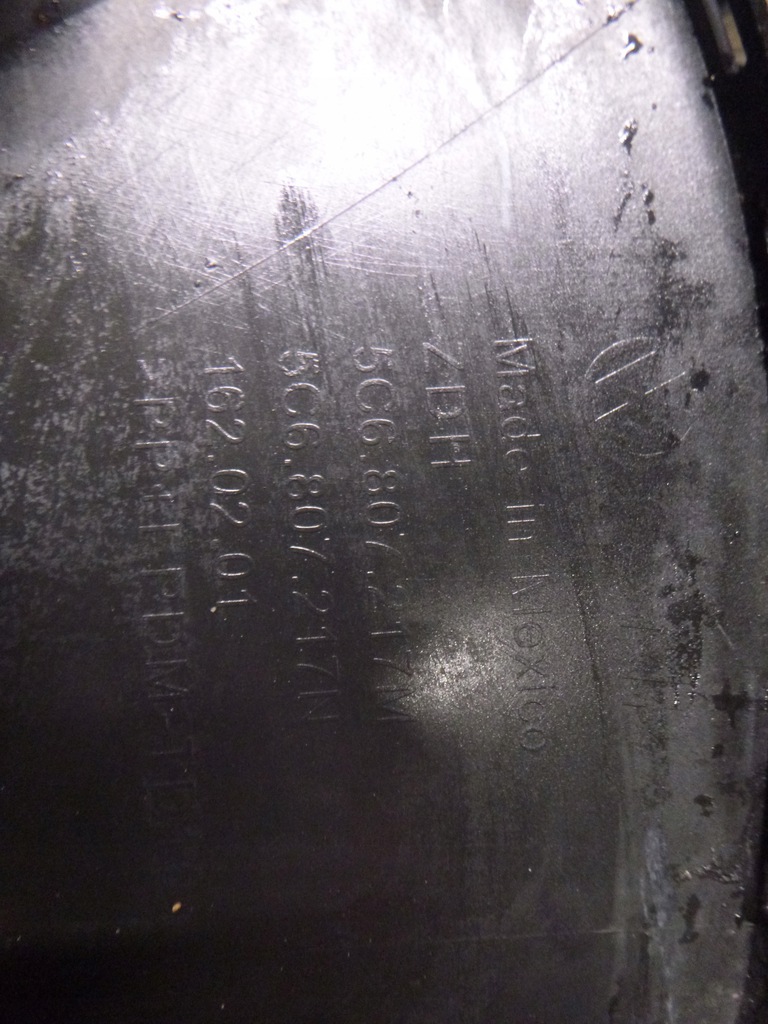 Made in Mexico
ZDH
5C6.807.217M
5C6.807.217N
162.02.01